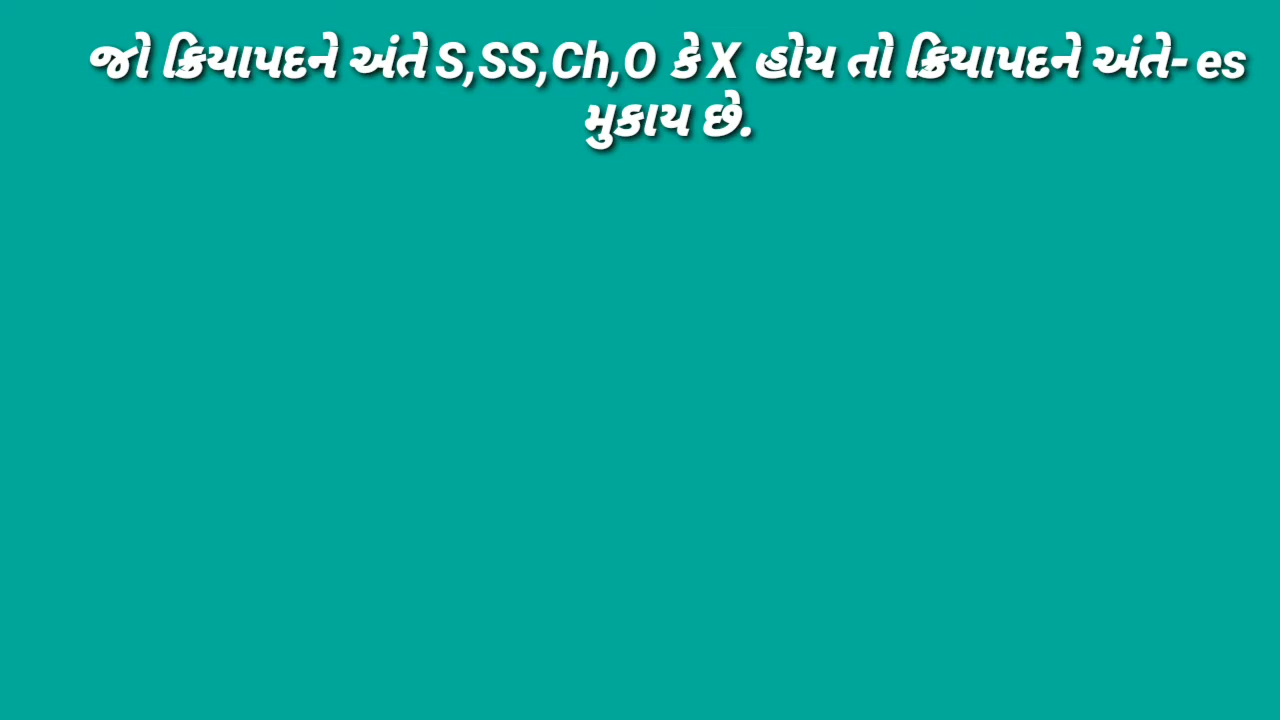 જો ક્રિયાપદને અંતે S,SS,Ch,O કે X હોય તો ક્રિયાપદને અંતે- es
મુકાય છે.